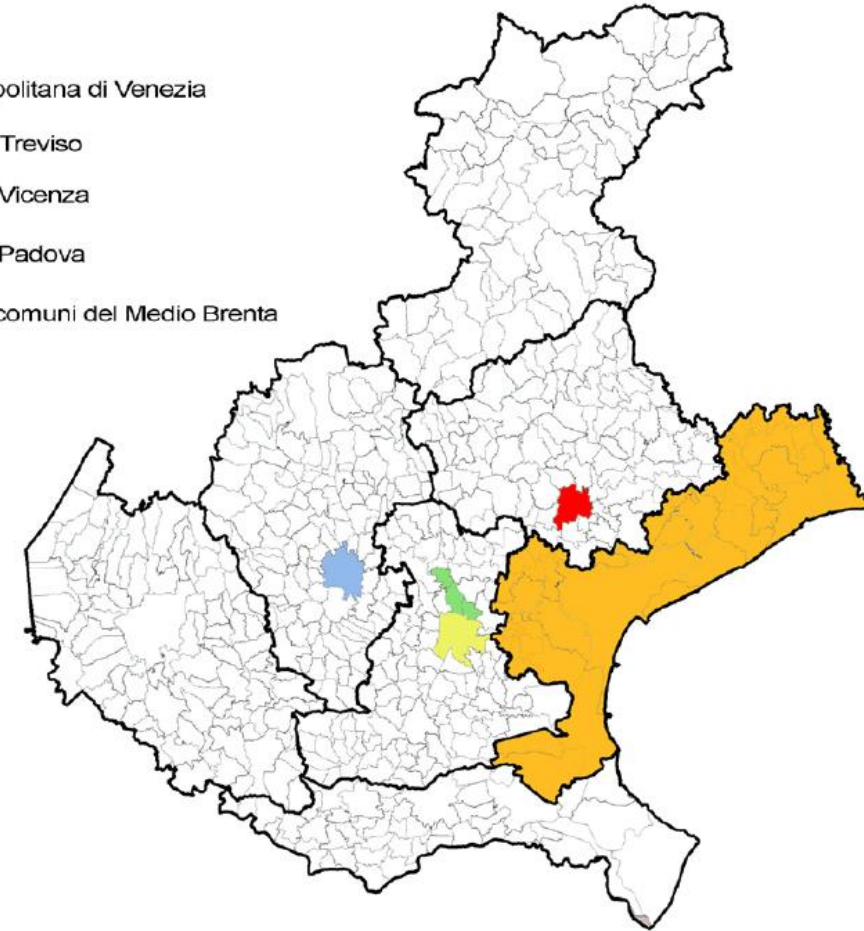 politana di Venezia
Treviso
Vicenza
Padova
comuni del Medio Brenta